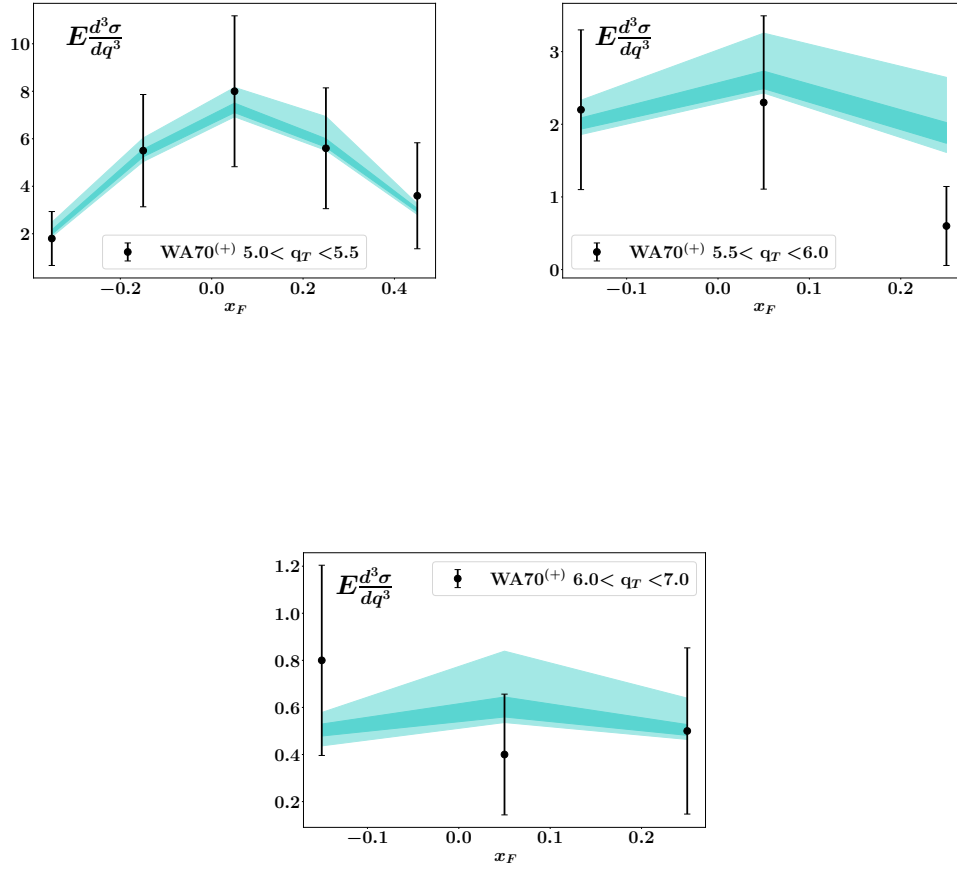 E d³σ/dq³
10
8
6
4
2
WA70(+) 5.0< q_T <5.5
−0.2 0.0 0.2 0.4
x_F
E d³σ/dq³
3
2
1
0
WA70(+) 5.5< q_T <6.0
−0.1 0.0 0.1 0.2
x_F
E d³σ/dq³
WA70(+) 6.0< q_T <7.0
1.2
1.0
0.8
0.6
0.4
0.2
−0.1 0.0 0.1 0.2
x_F